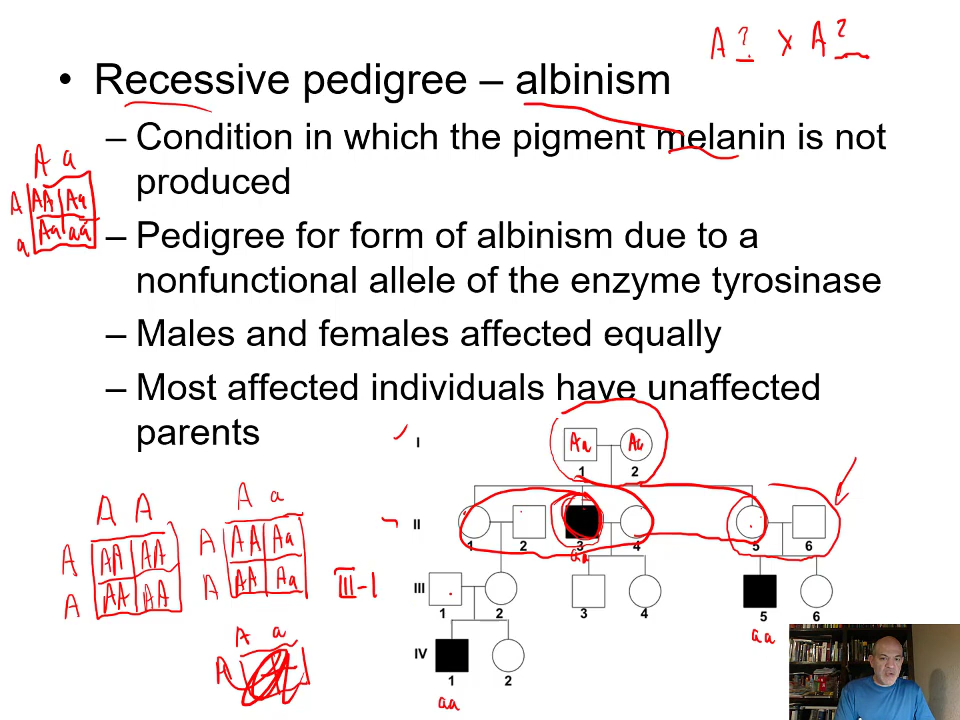 A ? x A ?
• Recessive pedigree – albinism
– Condition in which the pigment melanin is not
produced
A a
A AA Aa
a Aa aa
– Pedigree for form of albinism due to a
nonfunctional allele of the enzyme tyrosinase
– Males and females affected equally
– Most affected individuals have unaffected
parents
I
Aa Aa
1 2
II
1 2 3 4 5 6
aa
III
1 2 3 4 5 6
aa
IV
1 2
aa
A A
A AA AA
A AA AA
A a
A AA Aa
A AA Aa
III-1
A a
A